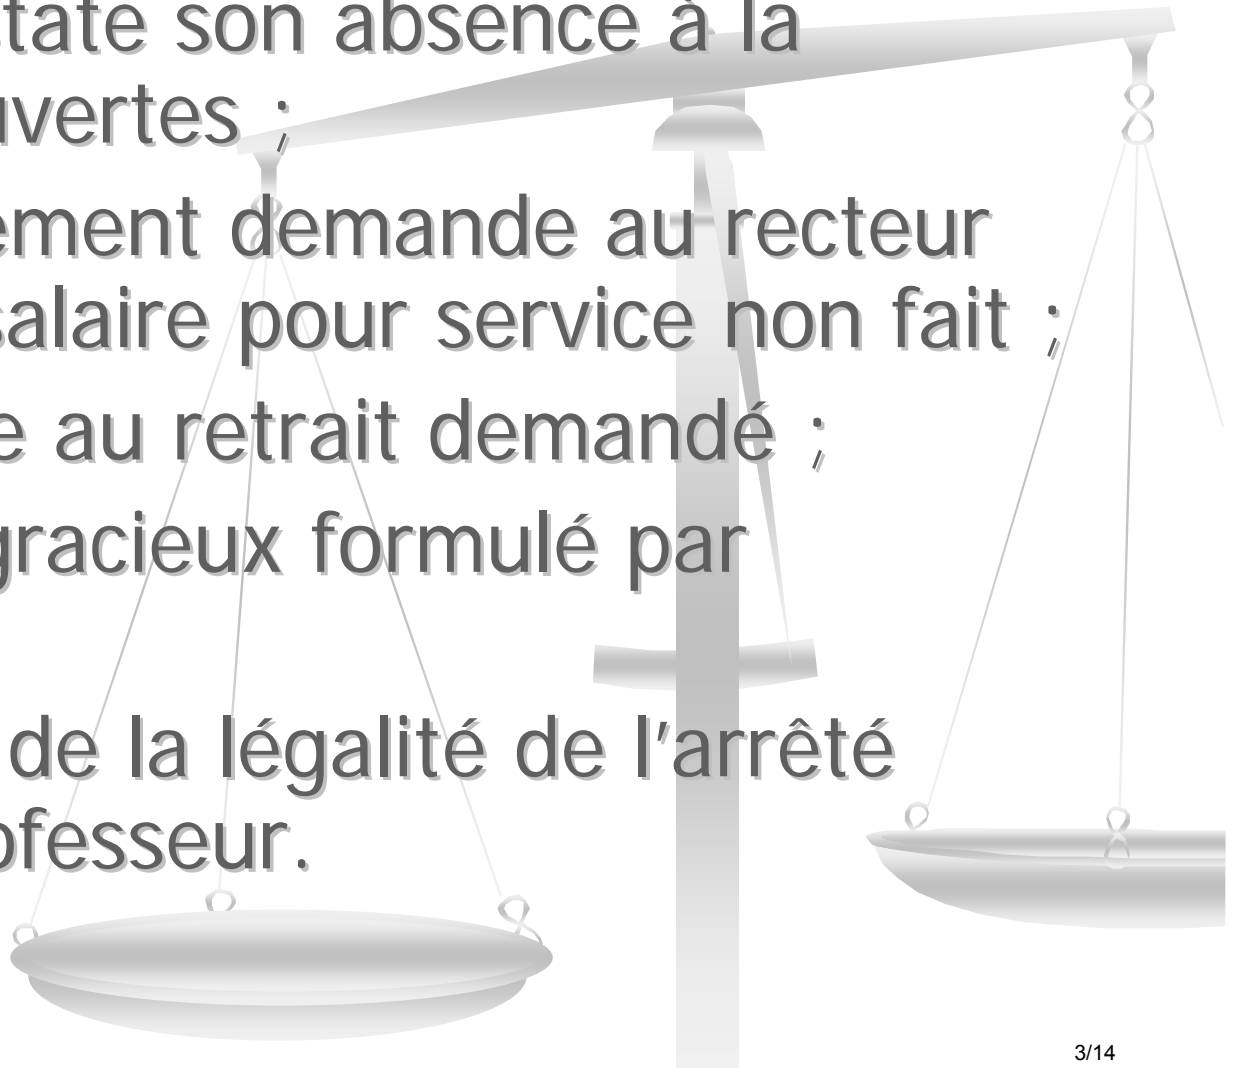 tate son absence à la
uvertes ;
ement demande au recteur
salaire pour service non fait ;
e au retrait demandé ;
gracieux formulé par
de la légalité de l'arrêté
ofesseur.
3/14